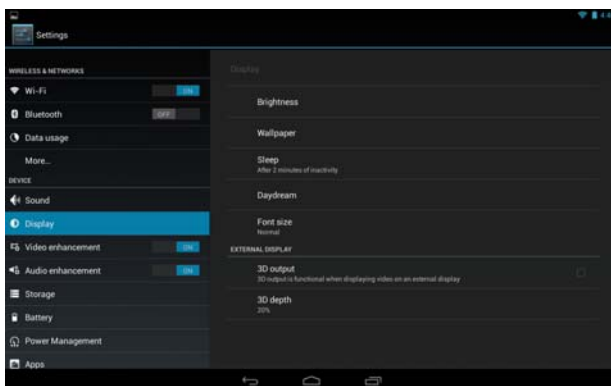 4:4
Settings
WIRELESS & NETWORKS
Wi-Fi
ON
Bluetooth
OFF
Data usage
More...
DEVICE
Sound
Display
Video enhancement
ON
Audio enhancement
ON
Storage
Battery
Power Management
Apps
Display
Brightness
Wallpaper
Sleep
After 2 minutes of inactivity
Daydream
Font size
Normal
EXTERNAL DISPLAY
3D output
3D output is functional when displaying video on an external display
3D depth
20%